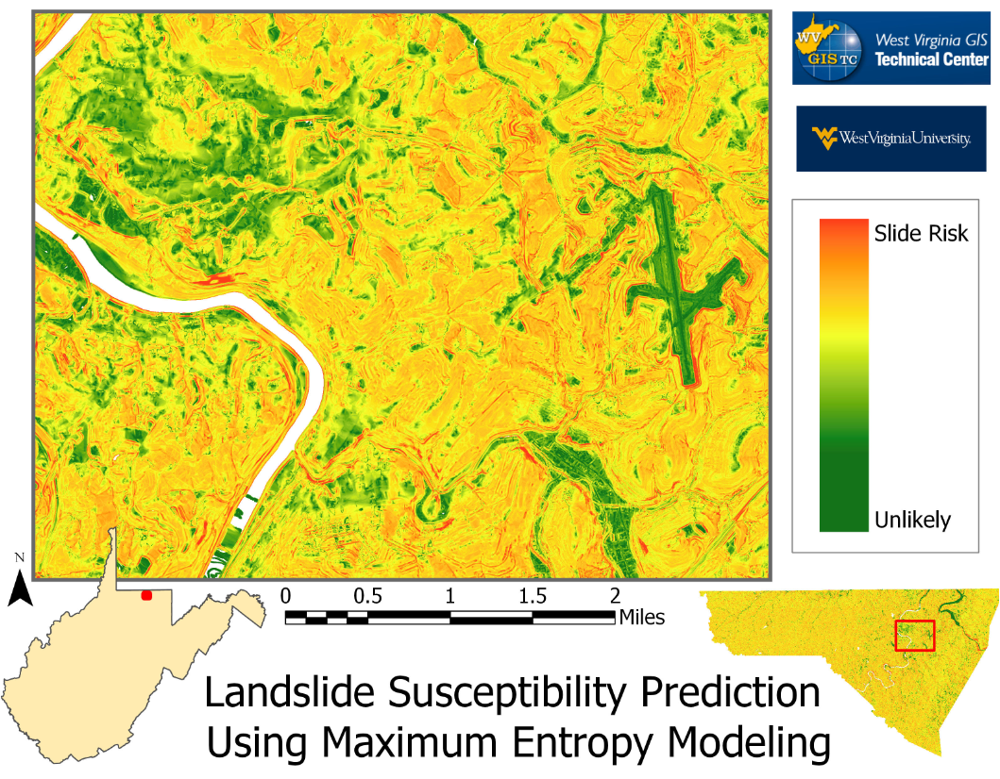 WV
GIS TC
West Virginia GIS
Technical Center
WestVirginiaUniversity.
Slide Risk
Unlikely
N
0 0.5 1 1.5 2
Miles
Landslide Susceptibility Prediction
Using Maximum Entropy Modeling